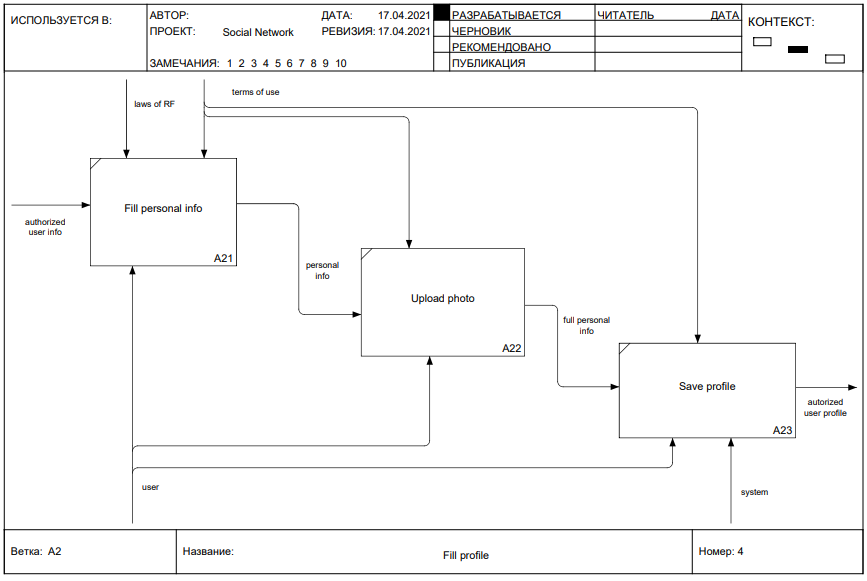 ИСПОЛЬЗУЕТСЯ В:
АВТОР:
ДАТА: 17.04.2021
ПРОЕКТ: Social Network
РЕВИЗИЯ: 17.04.2021
ЗАМЕЧАНИЯ: 1 2 3 4 5 6 7 8 9 10
РАЗРАБАТЫВАЕТСЯ
ЧЕРНОВИК
РЕКОМЕНДОВАНО
ПУБЛИКАЦИЯ
ЧИТАТЕЛЬ
ДАТА
КОНТЕКСТ:
terms of use
laws of RF
Fill personal info
A21
authorized
user info
personal
info
Upload photo
A22
full personal
info
Save profile
A23
autorized
user profile
user
system
Ветка: A2
Название:
Fill profile
Номер: 4